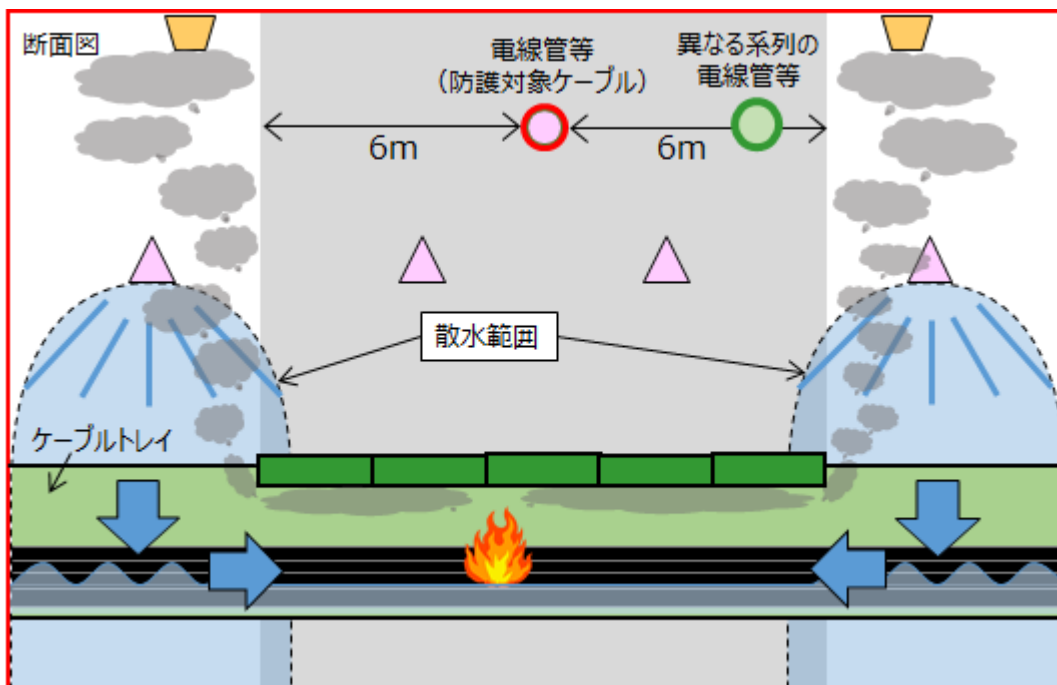 断面図
電線管等
（防護対象ケーブル）
異なる系列の
電線管等
6m
6m
散水範囲
ケーブルトレイ